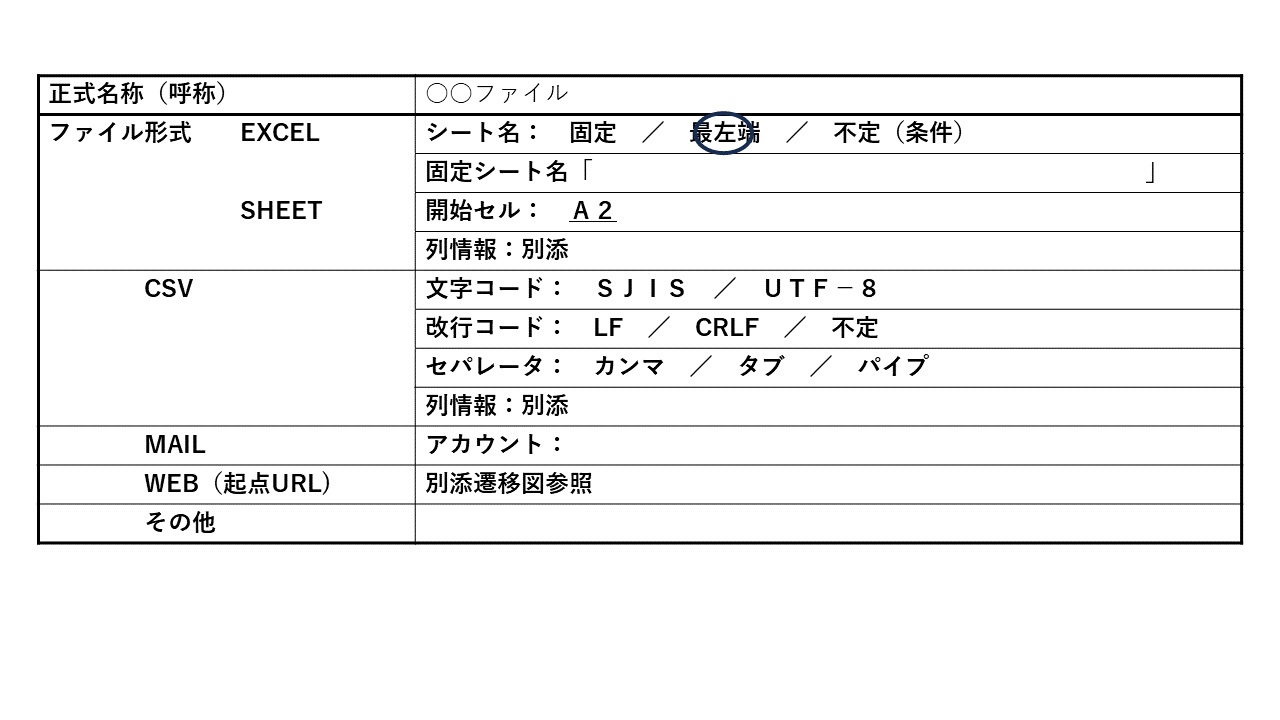 正式名称（呼称） ○○ファイル
ファイル形式　　EXCEL シート名：　固定　／　最左端　／　不定（条件）
固定シート名「　　　　　　　　　　　　　　　　　　　　　　　」
SHEET 開始セル：　Ａ２
列情報：別添
CSV 文字コード：　ＳＪＩＳ　／　ＵＴＦ－８
改行コード：　LF　／　CRLF　／　不定
セパレータ：　カンマ　／　タブ　／　パイプ
列情報：別添
MAIL アカウント：
WEB（起点URL） 別添遷移図参照
その他